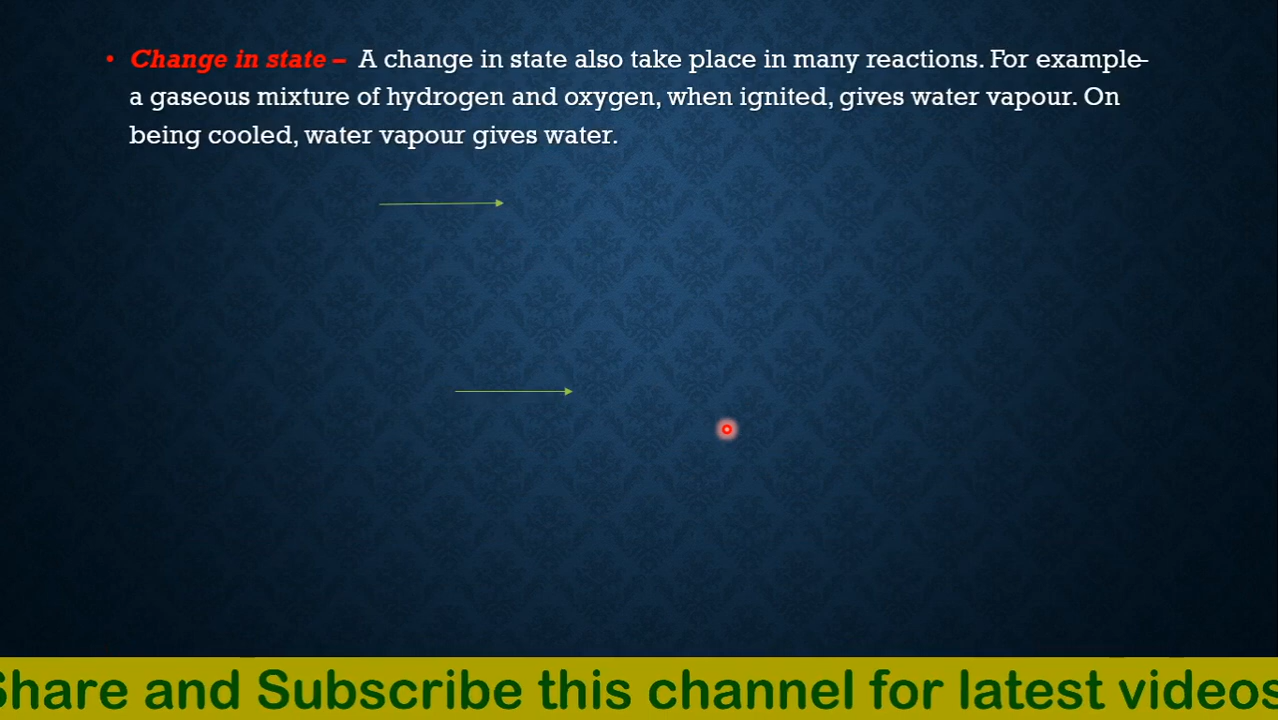 • Change in state – A change in state also take place in many reactions. For example–
a gaseous mixture of hydrogen and oxygen, when ignited, gives water vapour. On
being cooled, water vapour gives water.
Share and Subscribe this channel for latest videos